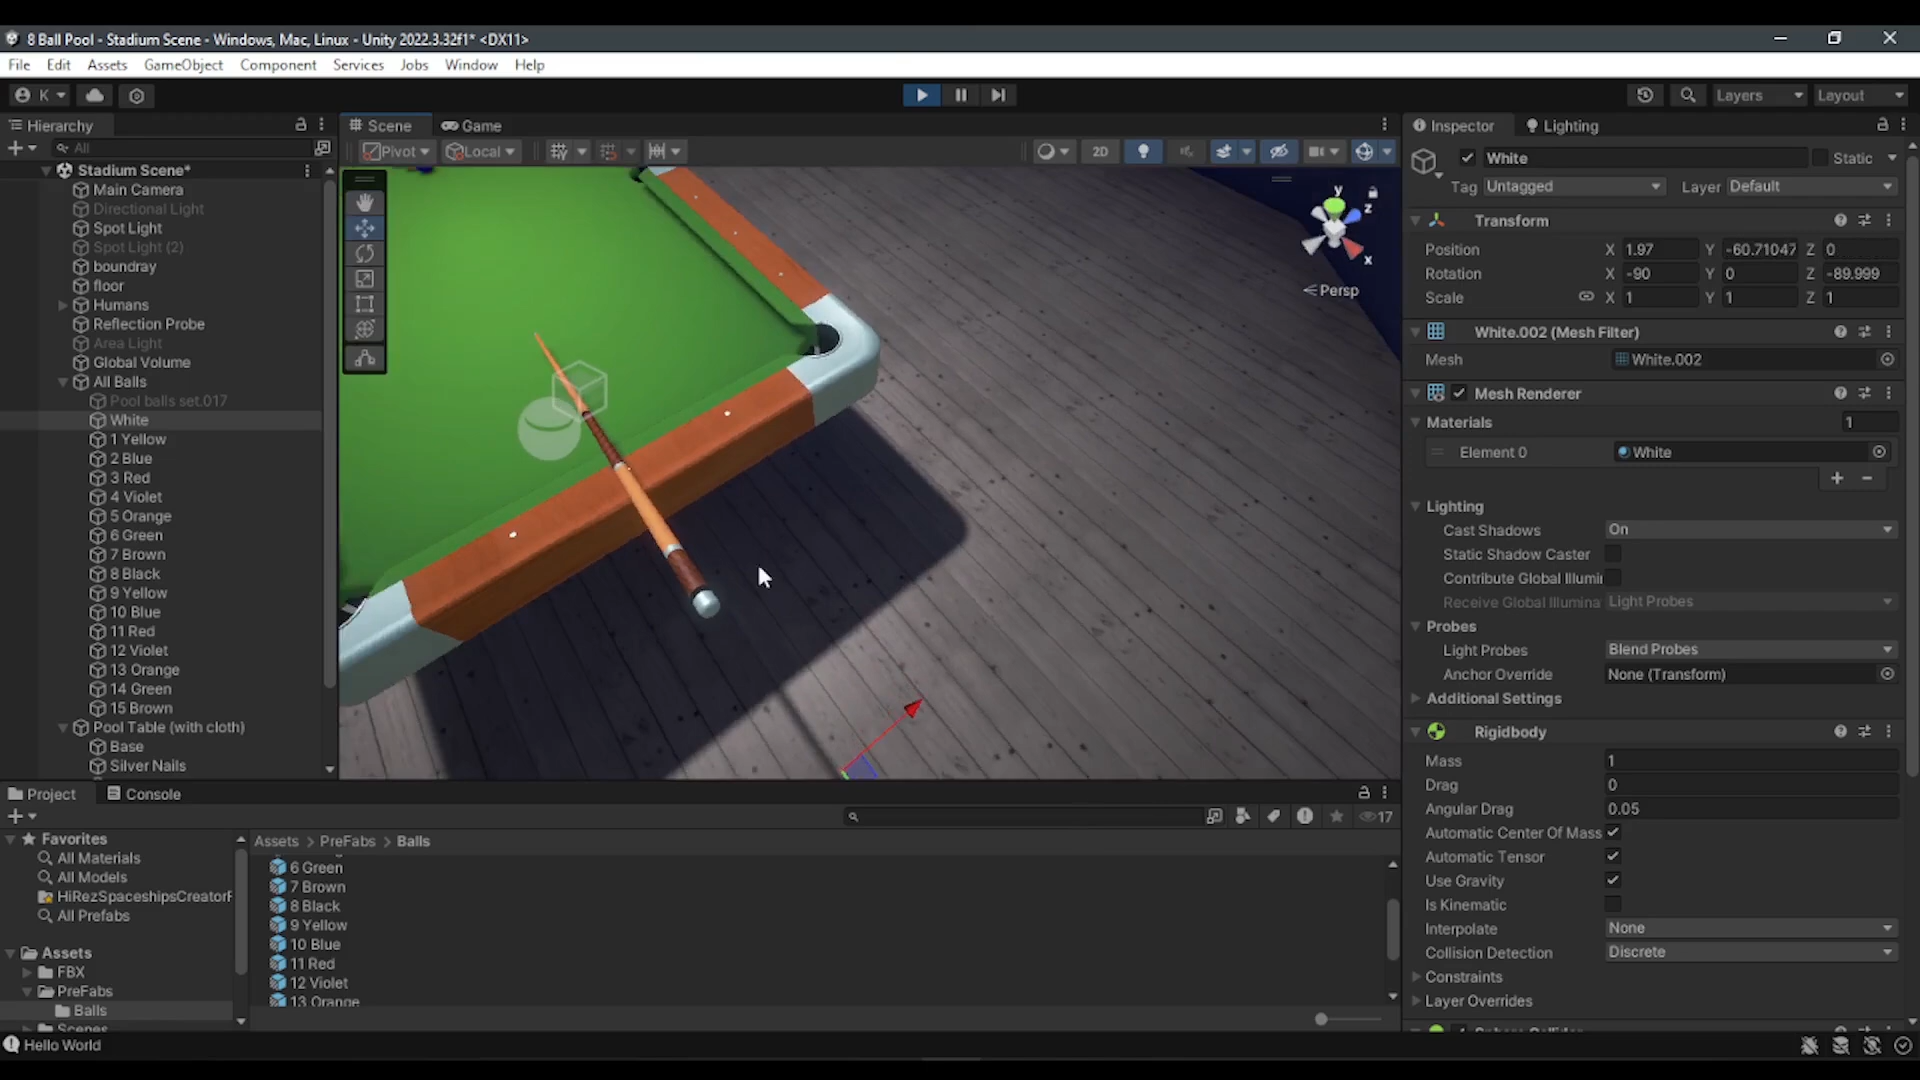 8 Ball Pool - Stadium Scene - Windows, Mac, Linux - Unity 2022.3.32f1* <DX11>
File Edit Assets GameObject Component Services Jobs Window Help
K Layers Layout
Hierarchy
All
Stadium Scene*
Main Camera
Directional Light
Spot Light
Spot Light (2)
boundray
floor
Humans
Reflection Probe
Area Light
Global Volume
All Balls
Pool balls set.017
White
1 Yellow
2 Blue
3 Red
4 Violet
5 Orange
6 Green
7 Brown
8 Black
9 Yellow
10 Blue
11 Red
12 Violet
13 Orange
14 Green
15 Brown
Pool Table (with cloth)
Base
Silver Nails
Scene Game
Pivot Local 2D
y
z
x
Persp
Inspector Lighting
White Static
Tag Untagged Layer Default
Transform
Position X 1.97 Y -60.71047 Z 0
Rotation X -90 Y 0 Z -89.999
Scale X 1 Y 1 Z 1
White.002 (Mesh Filter)
Mesh White.002
Mesh Renderer
Materials 1
Element 0 White
Lighting
Cast Shadows On
Static Shadow Caster
Contribute Global Illumi
Receive Global Illumina Light Probes
Probes
Light Probes Blend Probes
Anchor Override None (Transform)
Additional Settings
Rigidbody
Mass 1
Drag 0
Angular Drag 0.05
Automatic Center Of Mass
Automatic Tensor
Use Gravity
Is Kinematic
Interpolate None
Collision Detection Discrete
Constraints
Layer Overrides
Project Console
17
Favorites
All Materials
All Models
HiRezSpaceshipsCreatorF
All Prefabs
Assets
FBX
PreFabs
Balls
Scenes
Assets > PreFabs > Balls
6 Green
7 Brown
8 Black
9 Yellow
10 Blue
11 Red
12 Violet
13 Orange
Hello World